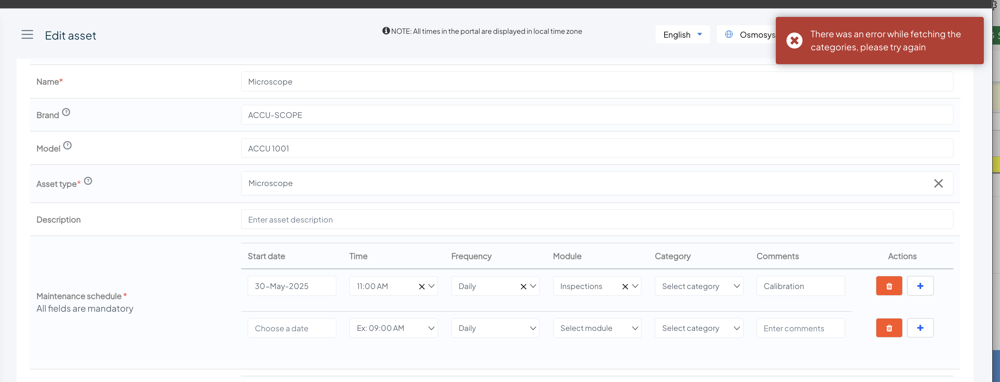 Edit asset
NOTE: All times in the portal are displayed in local time zone
English
Osmosys
There was an error while fetching the
categories, please try again
Name*
Microscope
Brand
ACCU-SCOPE
Model
ACCU 1001
Asset type*
Microscope
Description
Enter asset description
Maintenance schedule *
All fields are mandatory
Start date Time Frequency Module Category Comments Actions
30-May-2025 11:00 AM Daily Inspections Select category Calibration
Choose a date Ex: 09:00 AM Daily Select module Select category Enter comments